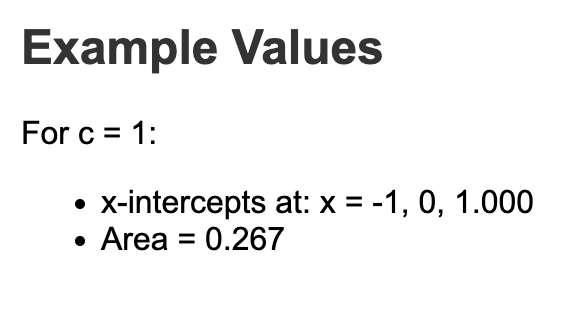 Example Values
For c = 1:
• x-intercepts at: x = -1, 0, 1.000
• Area = 0.267